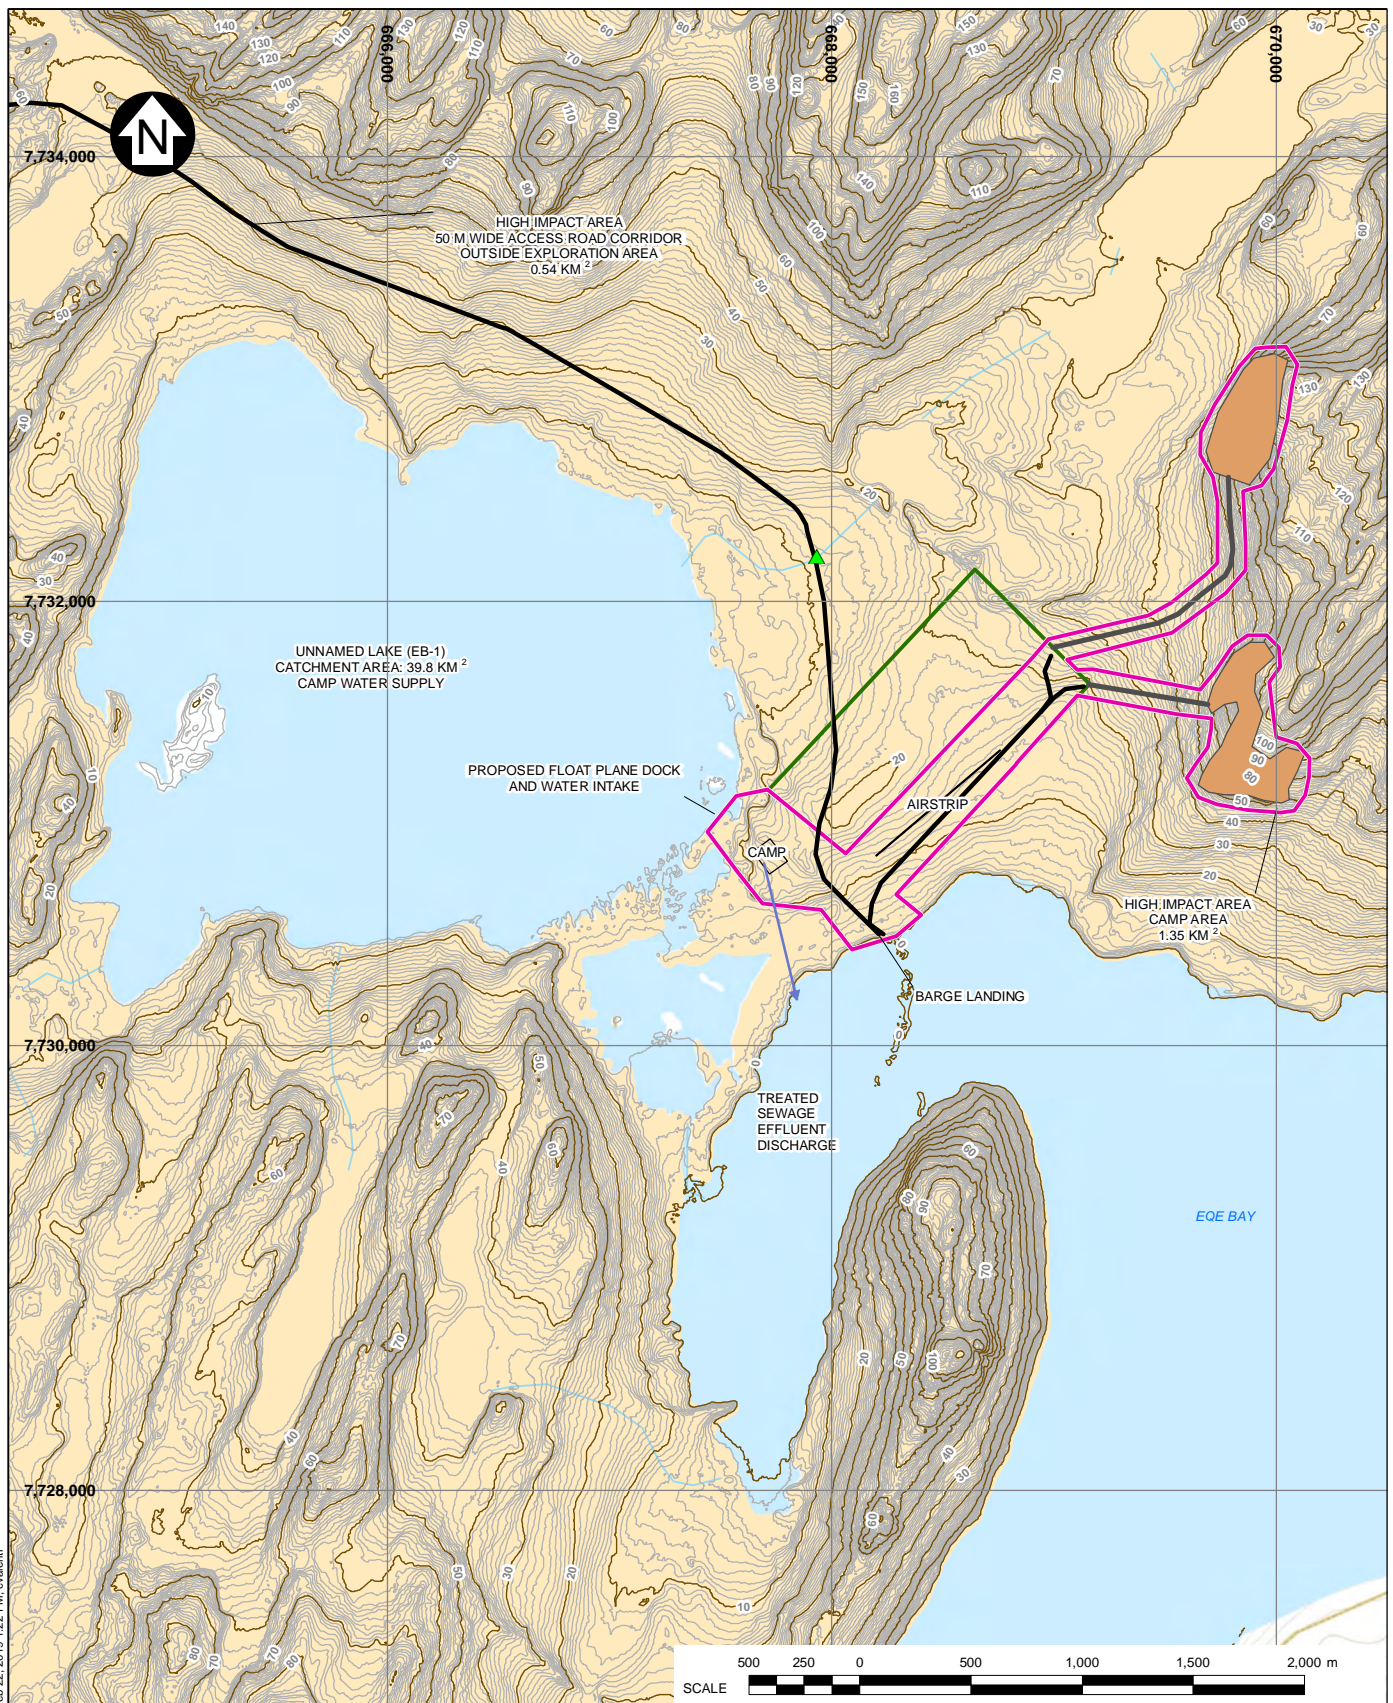 666,000
668,000
670,000
N
7,734,000
HIGH IMPACT AREA
50 M WIDE ACCESS ROAD CORRIDOR
OUTSIDE EXPLORATION AREA
0.54 KM 2
7,732,000
UNNAMED LAKE (EB-1)
CATCHMENT AREA: 39.8 KM 2
CAMP WATER SUPPLY
PROPOSED FLOAT PLANE DOCK
AND WATER INTAKE
AIRSTRIP
CAMP
HIGH IMPACT AREA
CAMP AREA
1.35 KM 2
BARGE LANDING
7,730,000
TREATED
SEWAGE
EFFLUENT
DISCHARGE
EQE BAY
7,728,000
500 250 0 500 1,000 1,500 2,000 m
SCALE